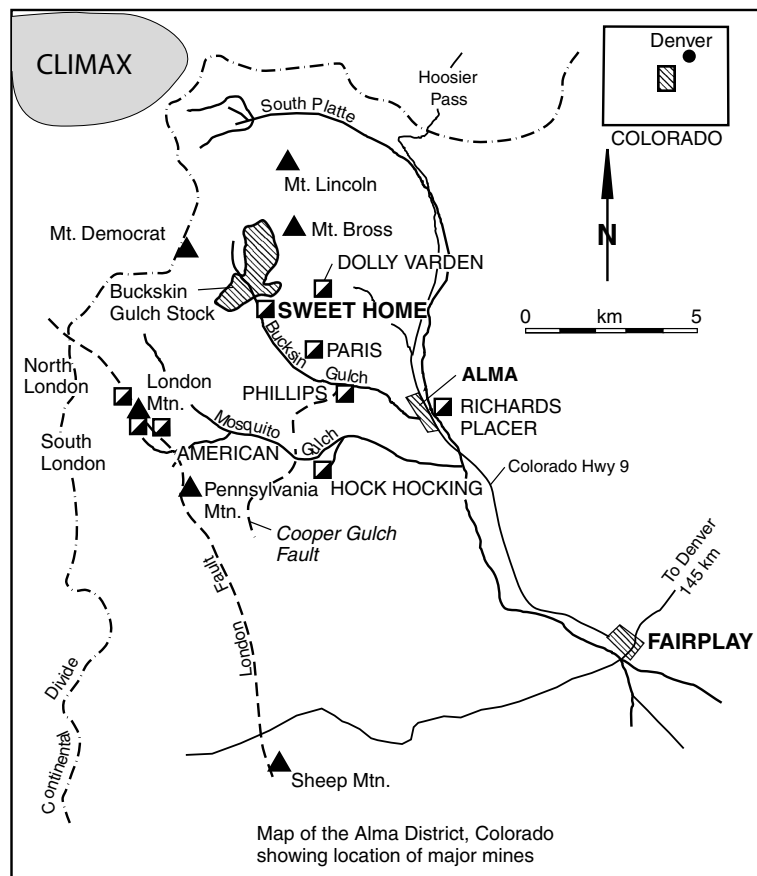 CLIMAX
Denver
COLORADO
Hoosier
Pass
South Platte
N
Mt. Lincoln
Mt. Democrat
Mt. Bross
DOLLY VARDEN
Buckskin
Gulch Stock
SWEET HOME
0 km 5
Bucksin
Gulch
PARIS
North
London
London
Mtn.
PHILLIPS
ALMA
RICHARDS
PLACER
Mosquito
Gulch
South
London
AMERICAN
Colorado Hwy 9
Pennsylvania
Mtn.
HOCK HOCKING
Cooper Gulch
Fault
To Denver
145 km
London
Fault
FAIRPLAY
Continental
Divide
Sheep Mtn.
Map of the Alma District, Colorado
showing location of major mines